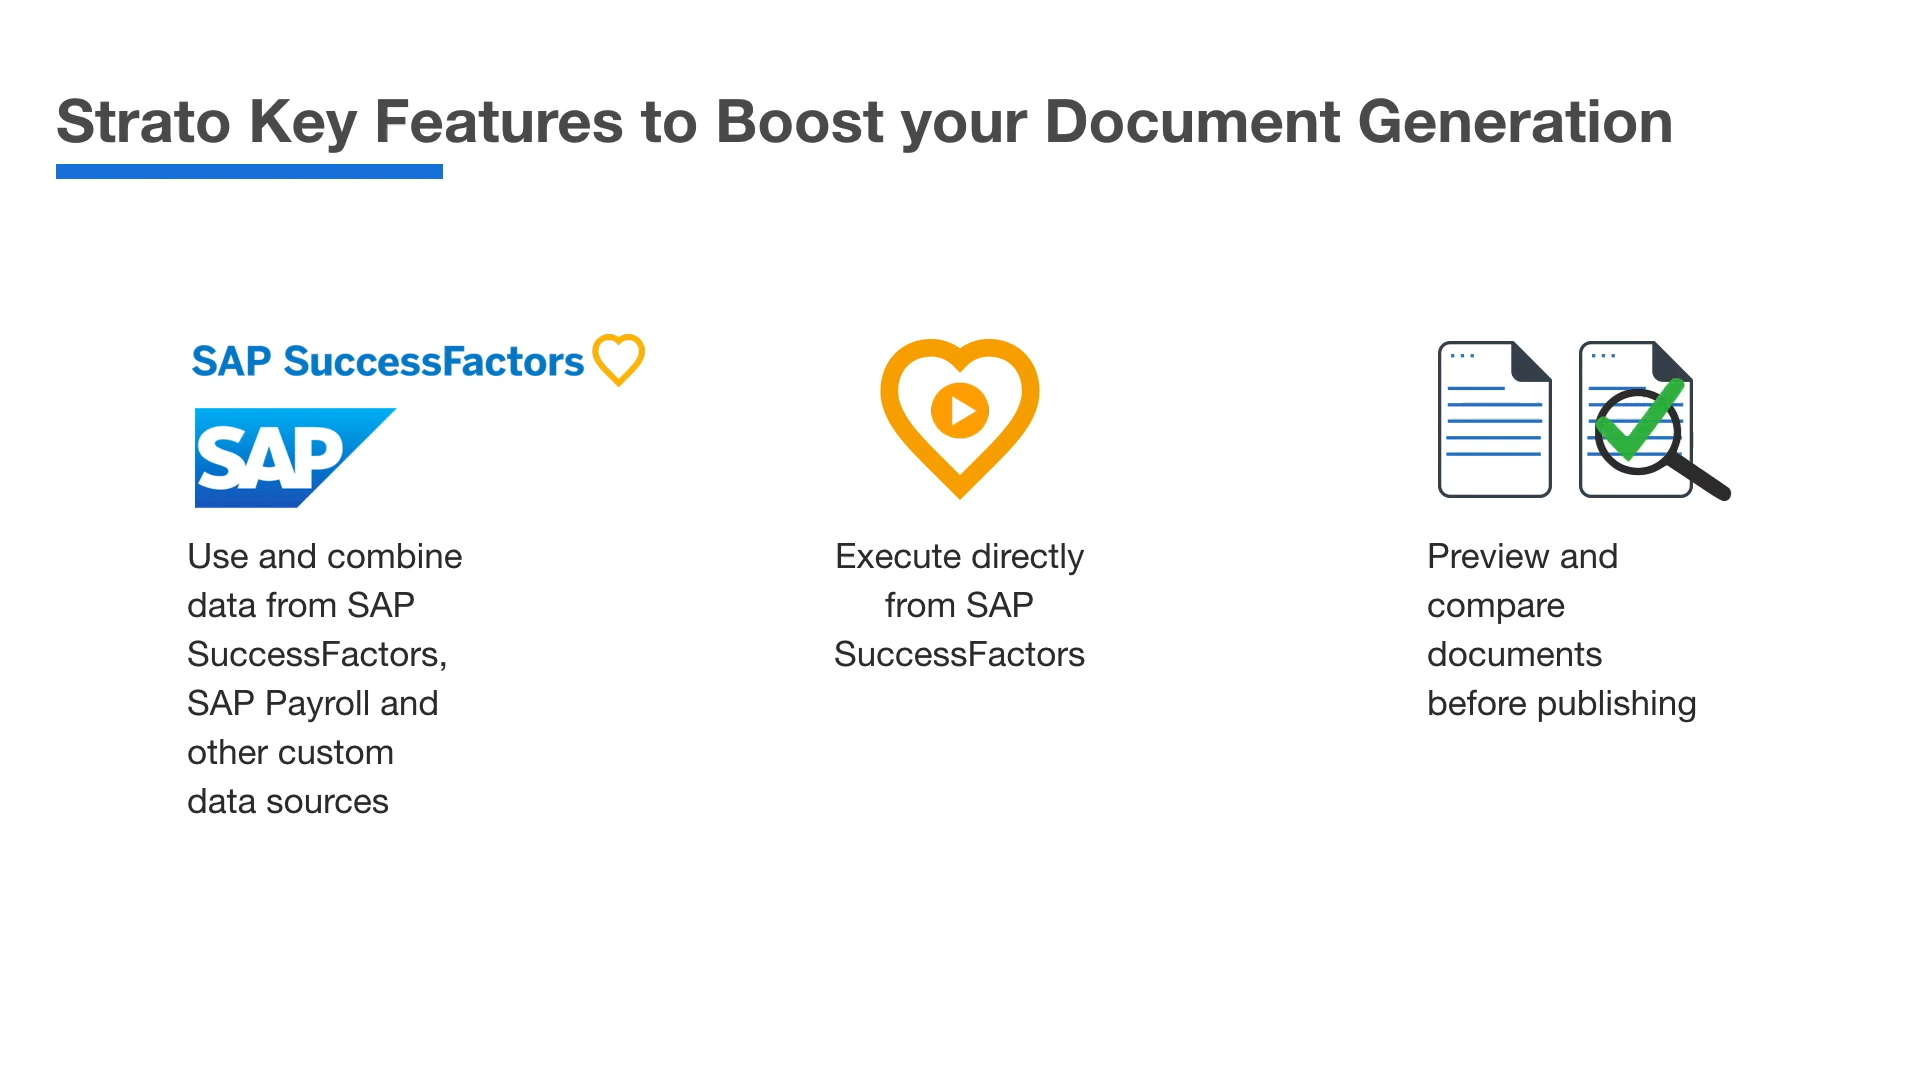 Strato Key Features to Boost your Document Generation
SAP SuccessFactors
SAP
Use and combine
data from SAP
SuccessFactors,
SAP Payroll and
other custom
data sources
Execute directly
from SAP
SuccessFactors
Preview and
compare
documents
before publishing